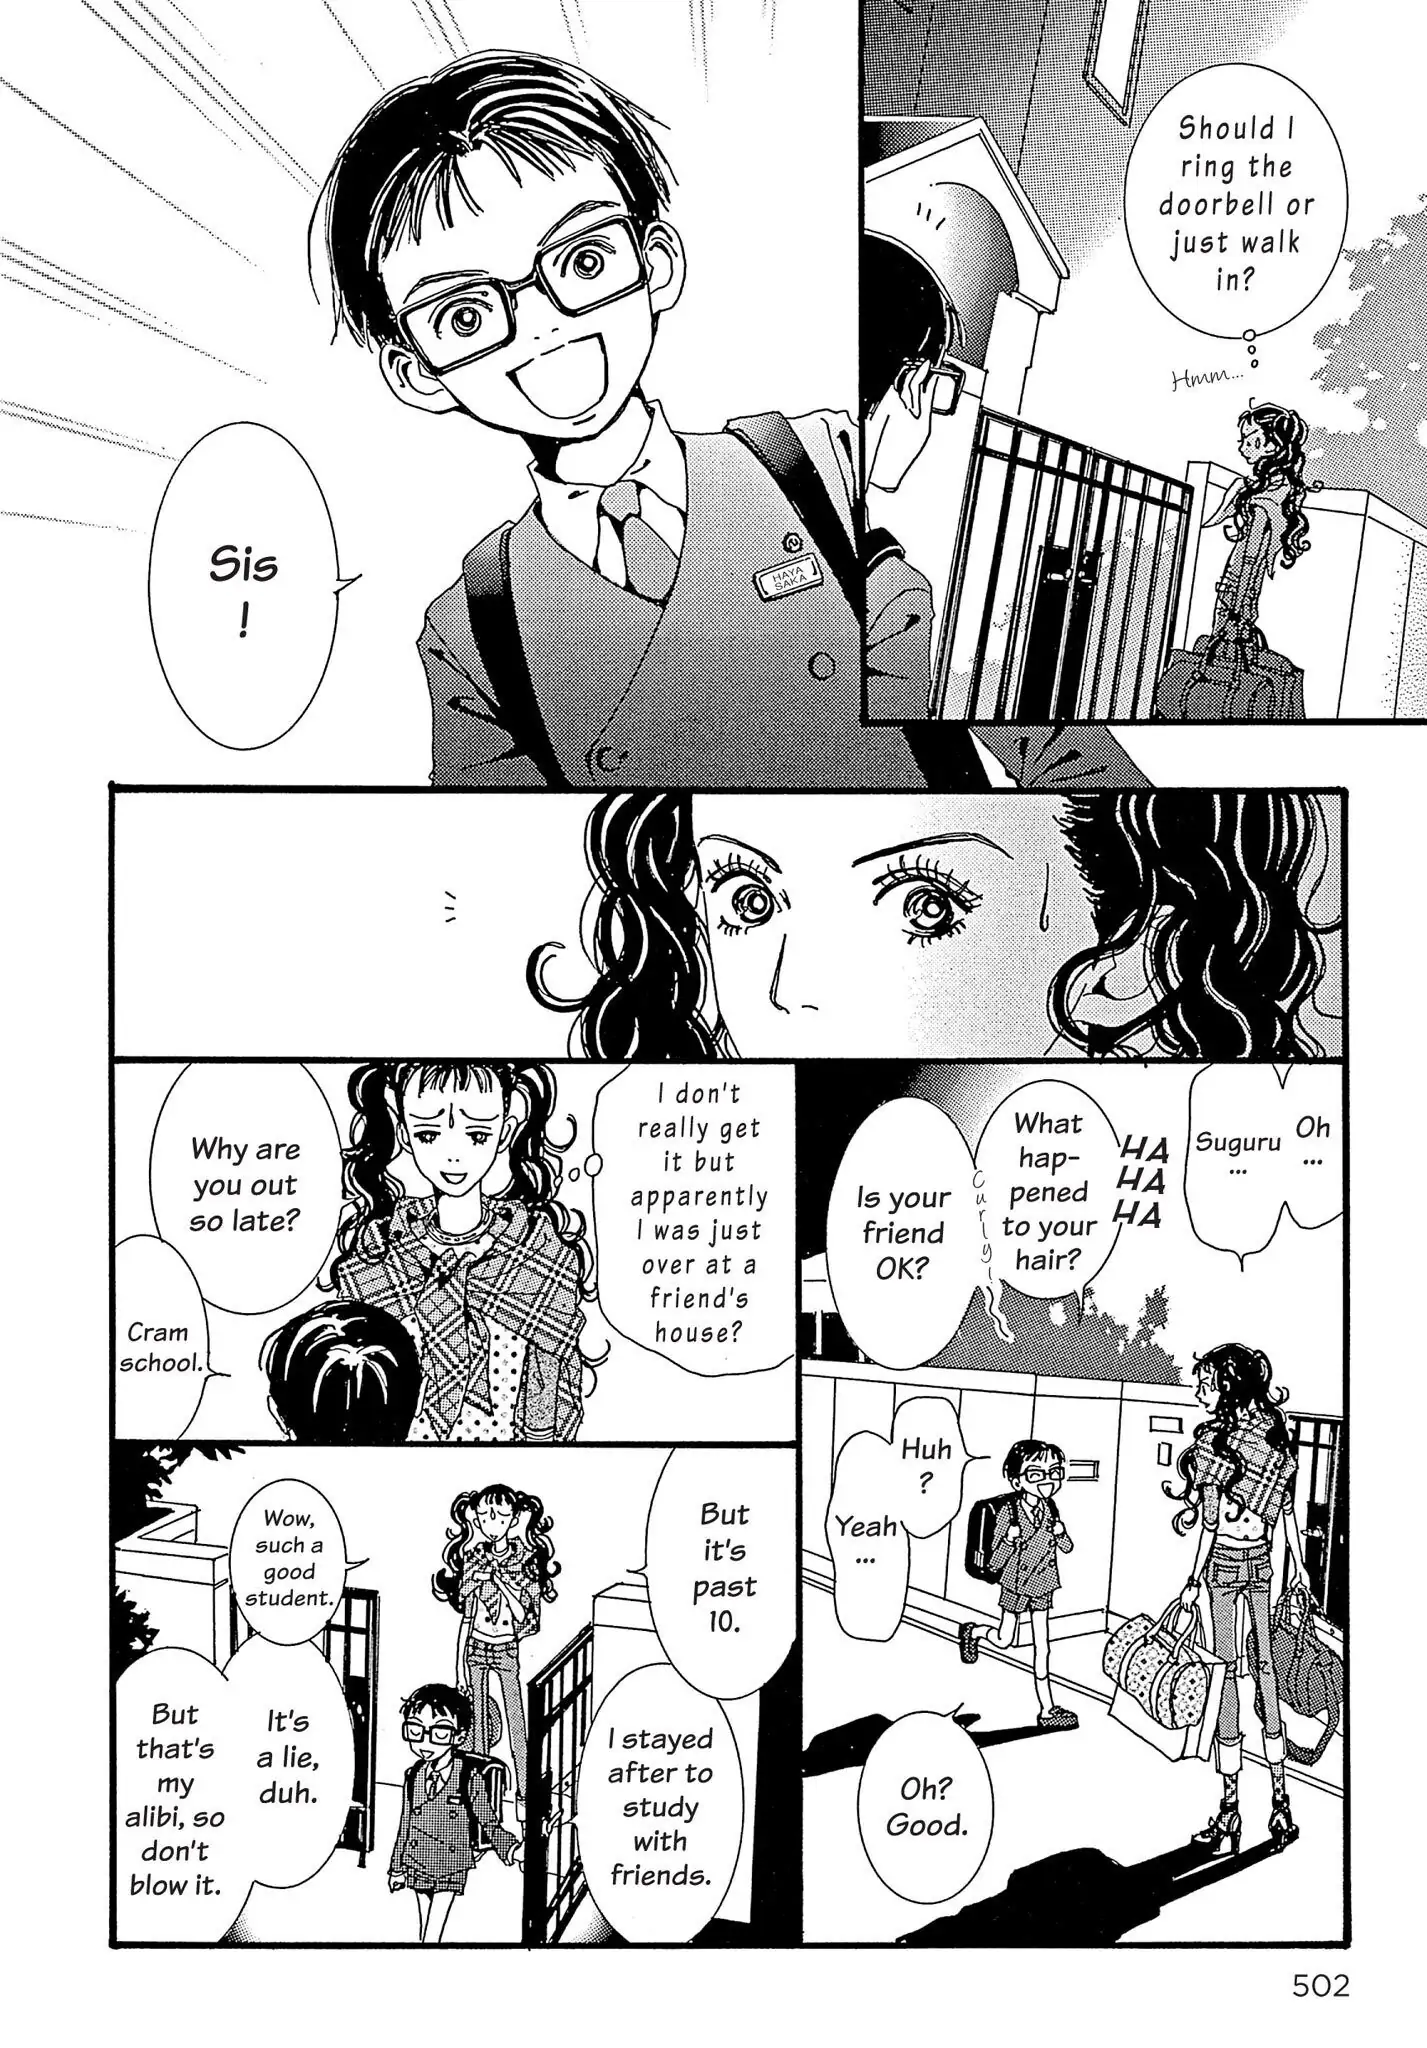 Should I
ring the
doorbell or
just walk
in?
Hmm...
Sis
!
HAYA
SAKA
Oh
...
Suguru
...
HA
HA
HA
What
hap-
pened
to your
hair?
Curly!
Is your
friend
OK?
Huh
?
Yeah
...
Oh?
Good.
I don't
really get
it but
apparently
I was just
over at a
friend's
house?
Why are
you out
so late?
Cram
school.
But
it's
past
10.
I stayed
after to
study
with
friends.
Wow,
such a
good
student.
It's
a lie,
duh.
But
that's
my
alibi, so
don't
blow it.
502